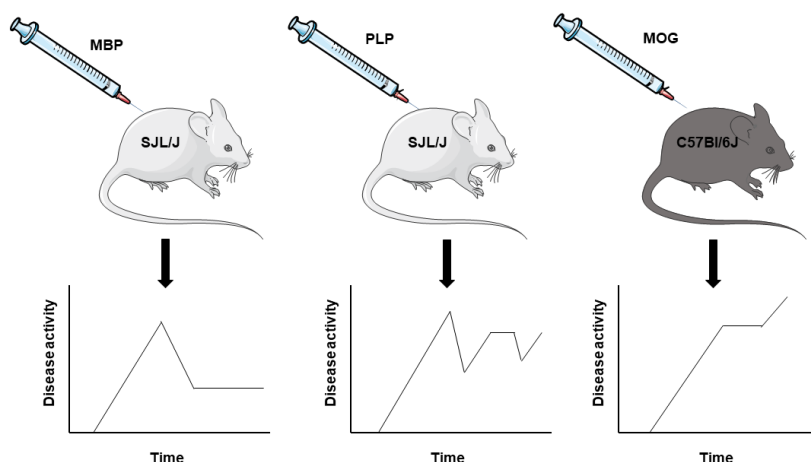 MBP
PLP
MOG
SJL/J
SJL/J
C57Bl/6J
Disease activity
Time
Disease activity
Time
Disease activity
Time